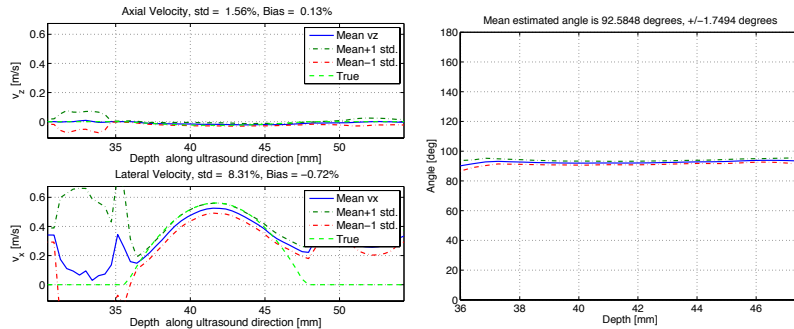 Axial Velocity, std = 1.56%, Bias = 0.13%
v_z [m/s]
0.6
0.4
0.2
0
Mean vz
Mean+1 std.
Mean−1 std.
True
35 40 45 50
Depth along ultrasound direction [mm]
Lateral Velocity, std = 8.31%, Bias = −0.72%
v_x [m/s]
0.6
0.4
0.2
0
Mean vx
Mean+1 std.
Mean−1 std.
True
35 40 45 50
Depth along ultrasound direction [mm]
Mean estimated angle is 92.5848 degrees, +/−1.7494 degrees
Angle [deg]
180
160
140
120
100
80
60
40
20
0
36 38 40 42 44 46
Depth [mm]